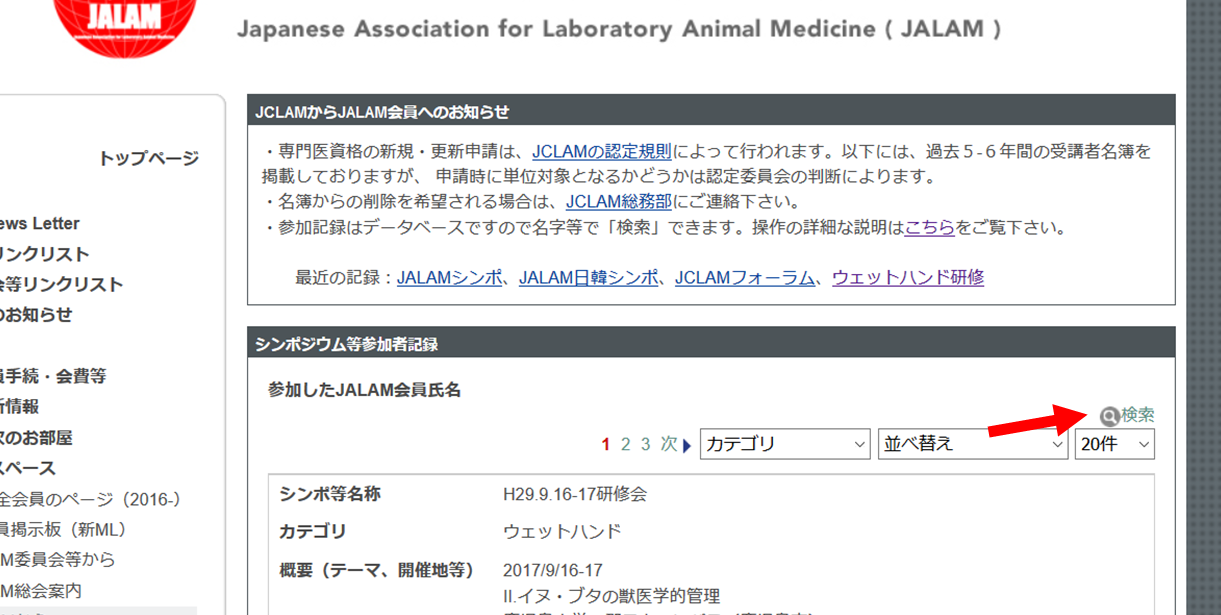 JALAM
Japanese Association for Laboratory Animal Medicine ( JALAM )
トップページ
ews Letter
リンクリスト
会等リンクリスト
のお知らせ
手続・会費等
情報
のお部屋
スペース
全会員のページ（2016-）
員掲示板（新ML）
M委員会等から
M総会案内
JCLAMからJALAM会員へのお知らせ
・専門医資格の新規・更新申請は、JCLAMの認定規則によって行われます。以下には、過去５-６年間の受講者名簿を
掲載しておりますが、 申請時に単位対象となるかどうかは認定委員会の判断によります。
・名簿からの削除を希望される場合は、JCLAM総務部にご連絡下さい。
・参加記録はデータベースですので名字等で「検索」できます。操作の詳細な説明はこちらをご覧下さい。
最近の記録：JALAMシンポ、JALAM日韓シンポ、JCLAMフォーラム、ウェットハンド研修
シンポジウム等参加者記録
参加したJALAM会員氏名
検索
1 2 3 次 カテゴリ 並べ替え 20件
シンポ等名称 H29.9.16-17研修会
カテゴリ ウェットハンド
概要（テーマ、開催地等） 2017/9/16-17
II.イヌ・ブタの獣医学的管理